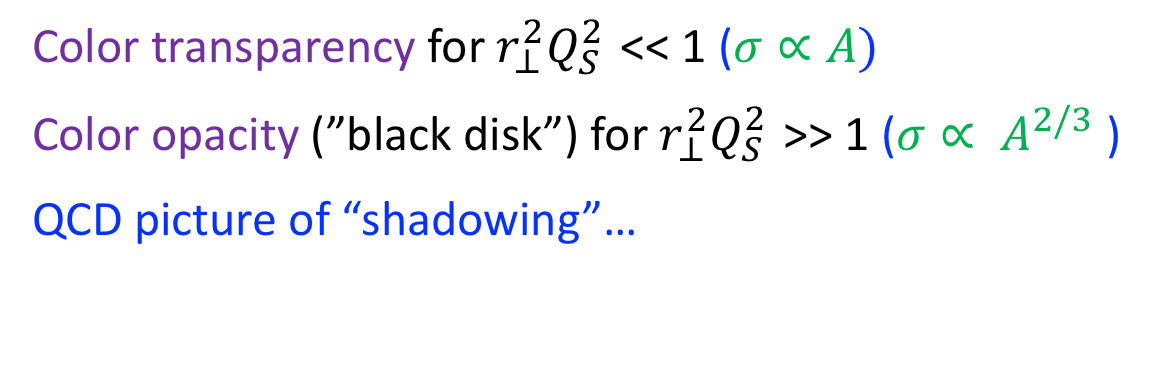 Color transparency for r⊥²Q_S² << 1 (σ ∝ A)
Color opacity (”black disk”) for r⊥²Q_S² >> 1 (σ ∝ A^{2/3} )
QCD picture of “shadowing”...